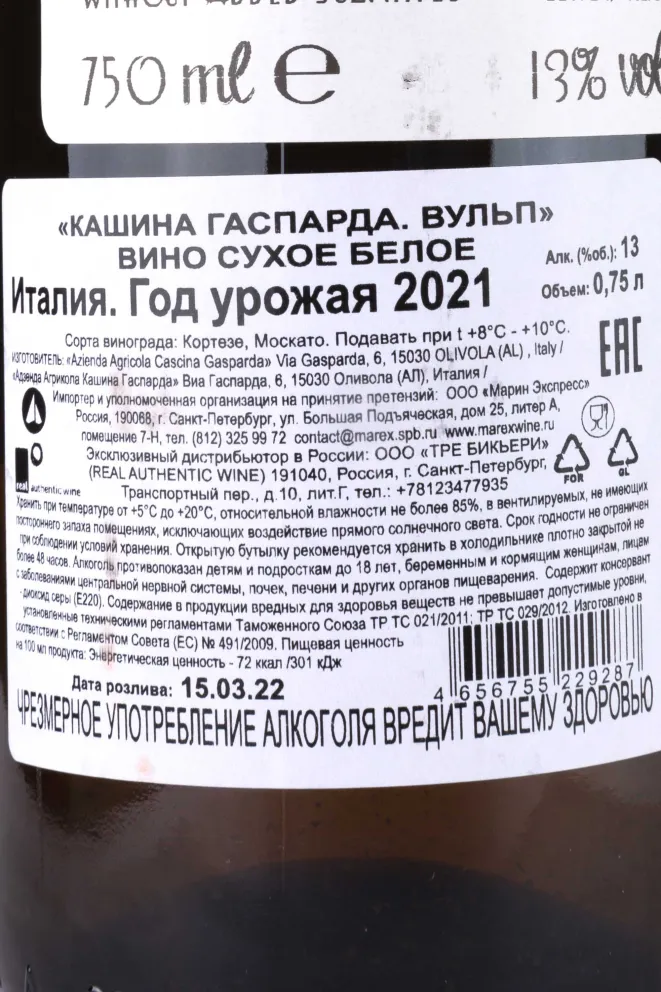 WITHOUT ADDED
750 ml e
13% vol
«КАШИНА ГАСПАРДА. ВУЛЬП»
ВИНО СУХОЕ БЕЛОЕ
Алк. (%об.): 13
Италия. Год урожая 2021
Объем: 0,75 л
Сорта винограда: Кортезе, Москато. Подавать при t +8°C - +10°C.
EAC
ИЗГОТОВИТЕЛЬ: «Azienda Agricola Cascina Gasparda» Via Gasparda, 6, 15030 OLIVOLA (AL) , Italy /
«Адзенда Агрикола Кашина Гаспарда» Виа Гаспарда, 6, 15030 Оливола (АЛ), Италия /
Импортер и уполномоченная организация на принятие претензий: ООО «Марин Экспресс»
Россия, 190068, г. Санкт-Петербург, ул. Большая Подъяческая, дом 25, литер А,
помещение 7-Н, тел. (812) 325 99 72 contact@marex.spb.ru www.marexwine.ru
Эксклюзивный дистрибьютор в России: ООО «ТРЕ БИКЬЕРИ»
(REAL AUTHENTIC WINE) 191040, Россия, г. Санкт-Петербург,
FOR
GL
real authentic wine
Транспортный пер., д.10, лит.Г, тел.: +78123477935
Хранить при температуре от +5°C до +20°C, относительной влажности не более 85%, в вентилируемых, не имеющих
постороннего запаха помещениях, исключающих воздействие прямого солнечного света. Срок годности не ограничен
при соблюдении условий хранения. Открытую бутылку рекомендуется хранить в холодильнике плотно закрытой не
более 48 часов. Алкоголь противопоказан детям и подросткам до 18 лет, беременным и кормящим женщинам, лицам
с заболеваниями центральной нервной системы, почек, печени и других органов пищеварения. Содержит консервант
- диоксид серы (Е220). Содержание в продукции вредных для здоровья веществ не превышает допустимые уровни,
установленные техническими регламентами Таможенного Союза ТР ТС 021/2011; ТР ТС 029/2012. Изготовлено в
соответствии с Регламентом Совета (ЕС) № 491/2009. Пищевая ценность
на 100 мл продукта: Энергетическая ценность - 72 ккал /301 кДж
Дата розлива: 15.03.22
4 656755 229287
ЧРЕЗМЕРНОЕ УПОТРЕБЛЕНИЕ АЛКОГОЛЯ ВРЕДИТ ВАШЕМУ ЗДОРОВЬЮ